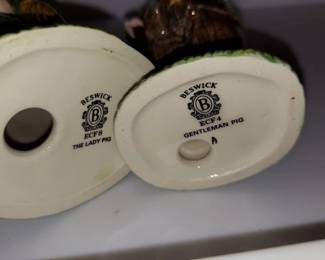 BESWICK
B
ECF8
THE LADY PIG
BESWICK
B
ECF4
GENTLEMAN PIG
A